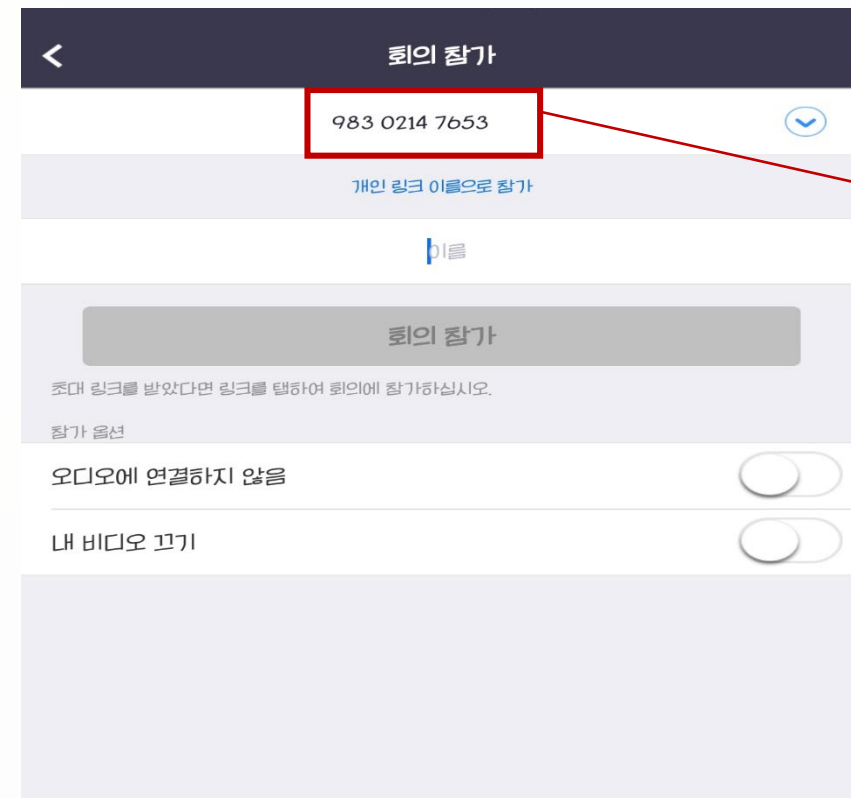 회의 참가
983 0214 7653
개인 링크 이름으로 참가
이름
회의 참가
초대 링크를 받았다면 링크를 탭하여 회의에 참가하십시오.
참가 옵션
오디오에 연결하지 않음
내 비디오 끄기